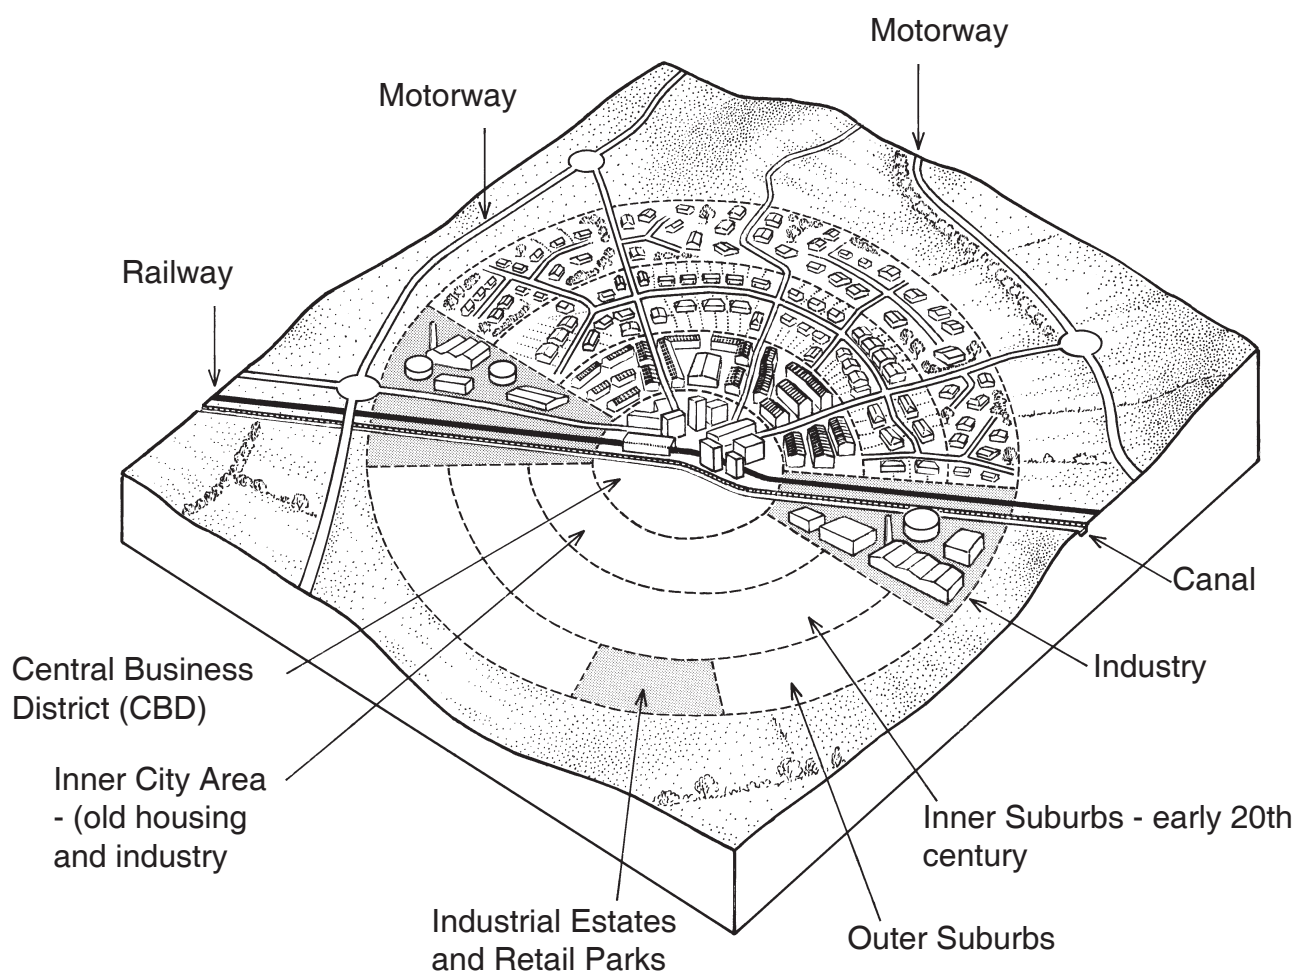 Motorway
Motorway
Railway
Canal
Industry
Central Business
District (CBD)
Inner City Area
- (old housing
and industry
Inner Suburbs - early 20th
century
Industrial Estates
and Retail Parks
Outer Suburbs